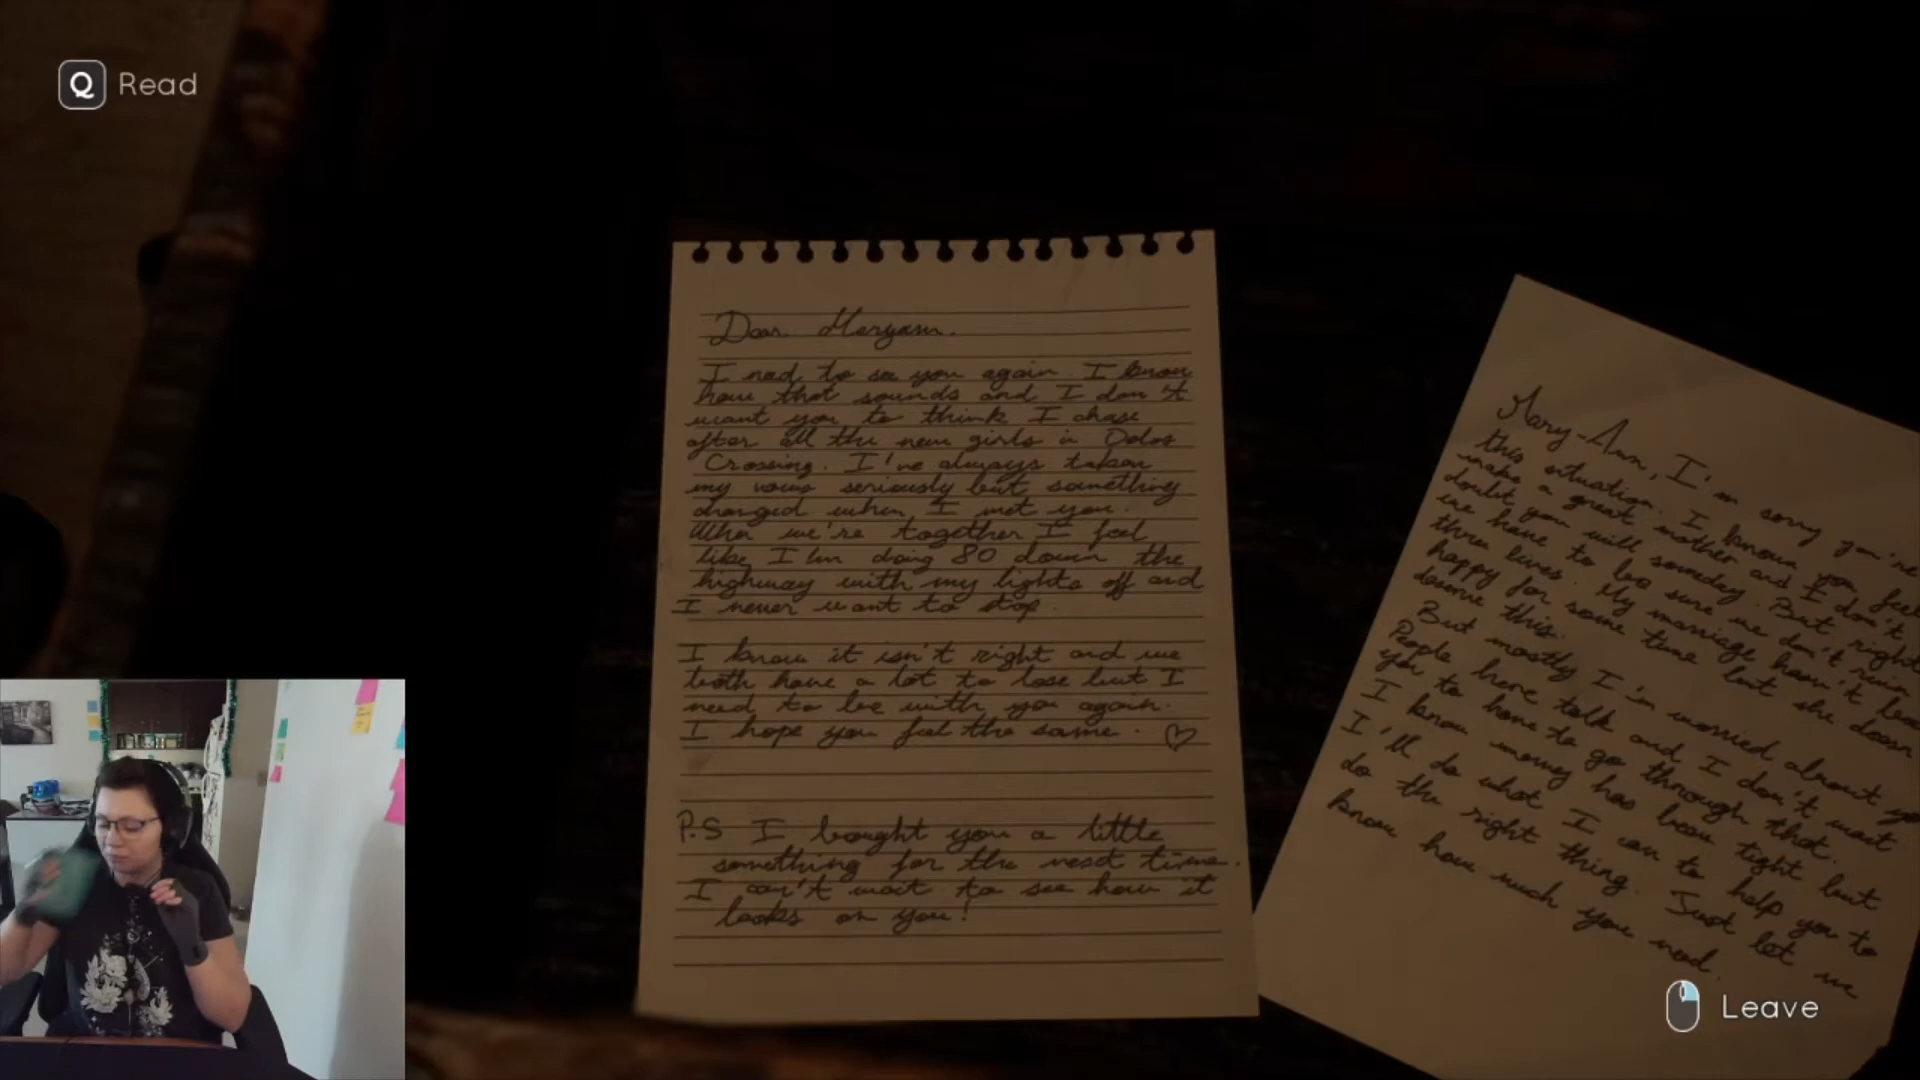 Q Read
Dear Maryann.
I need to see you again. I know
how that sounds and I don't
want you to think I chase
after all the new girls in Dolos
Crossing. I've always taken
my vows seriously but something
changed when I met you.
When we're together I feel
like I'm doing 80 down the
highway with my lights off and
I never want to stop.
I know it isn't right and we
both have a lot to lose but I
need to be with you again.
I hope you feel the same. ♡
P.S I bought you a little
something for the next time.
I can't wait to see how it
looks on you!
Mary-Ann, I'm sorry you're
this situation. I know you feel
make a great mother and I don't
doubt you will someday. But right
we have to be sure we don't ruin
three lives. My marriage hasn't been
happy for some time but she doesn
deserve this.
But mostly I'm worried about you
People here talk and I don't want
you to have to go through that.
I know money has been tight but
I'll do what I can to help you to
do the right thing. Just let me
know how much you need.
Leave